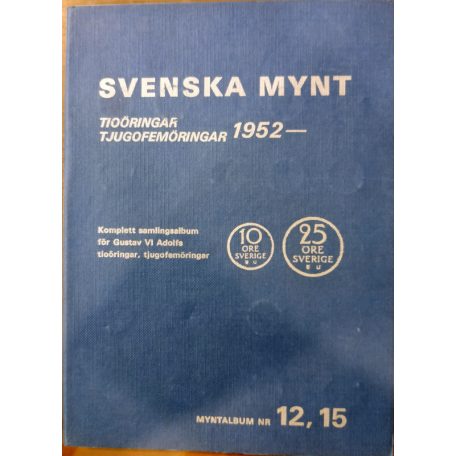 SVENSKA MYNT
TIOÖRINGAR
TJUGOFEMÖRINGAR 1952—
Komplett samlingsalbum
för Gustav VI Adolfs
tioöringar, tjugofemöringar
10
ÖRE
SVERIGE
U
25
ÖRE
SVERIGE
U
MYNTALBUM NR 12, 15